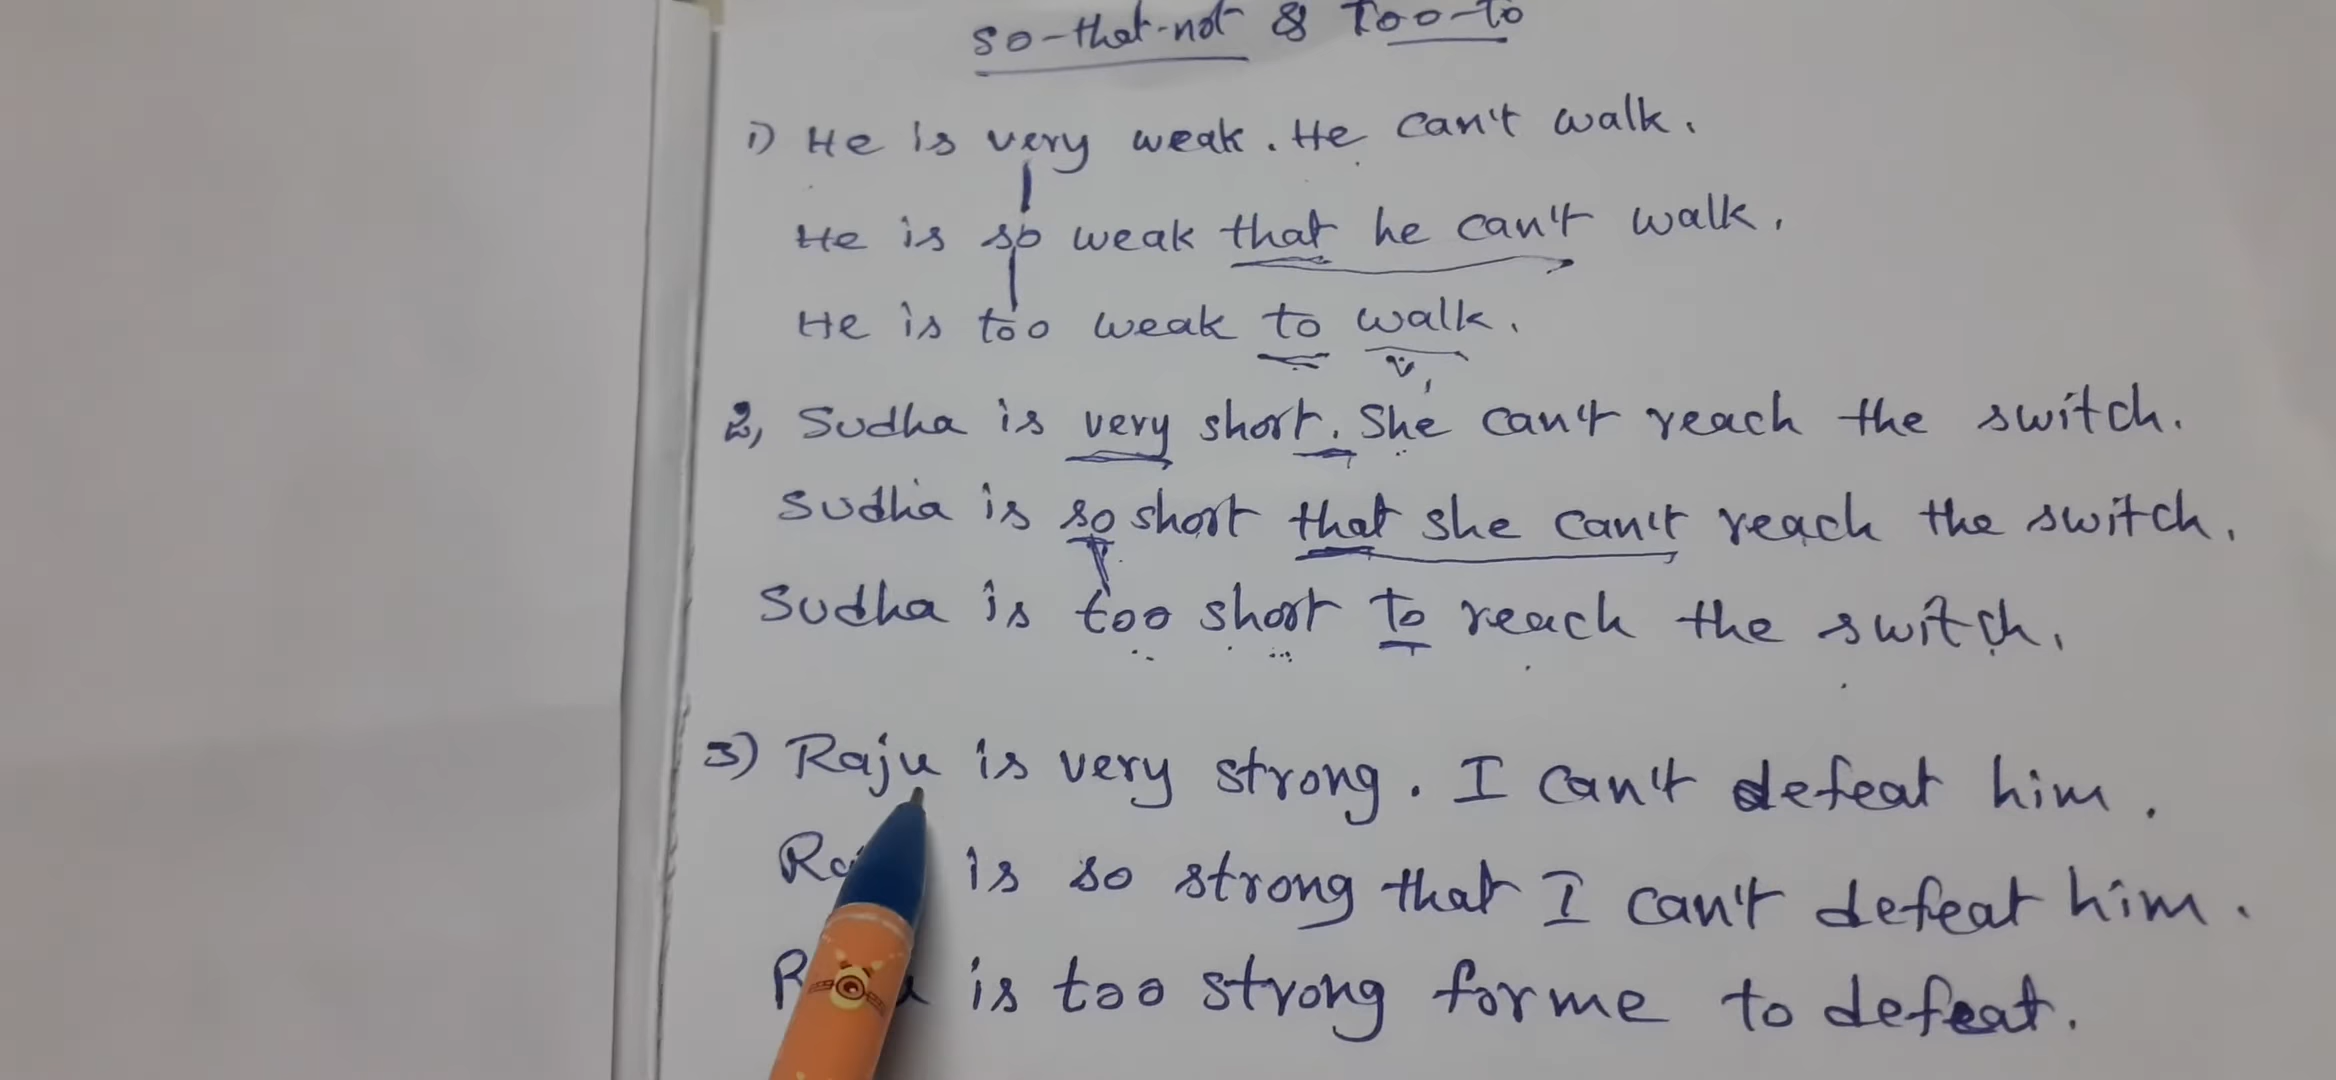 so-that-not & Too-to
1) He is very weak. He can't walk.
He is so weak that he can't walk.
He is too weak to walk.
V1
2, Sudha is very short. She can't reach the switch.
Sudha is so short that she can't reach the switch.
Sudha is too short to reach the switch.
3) Raju is very strong. I can't defeat him.
is so strong that I can't defeat him.
is too strong for me to defeat.